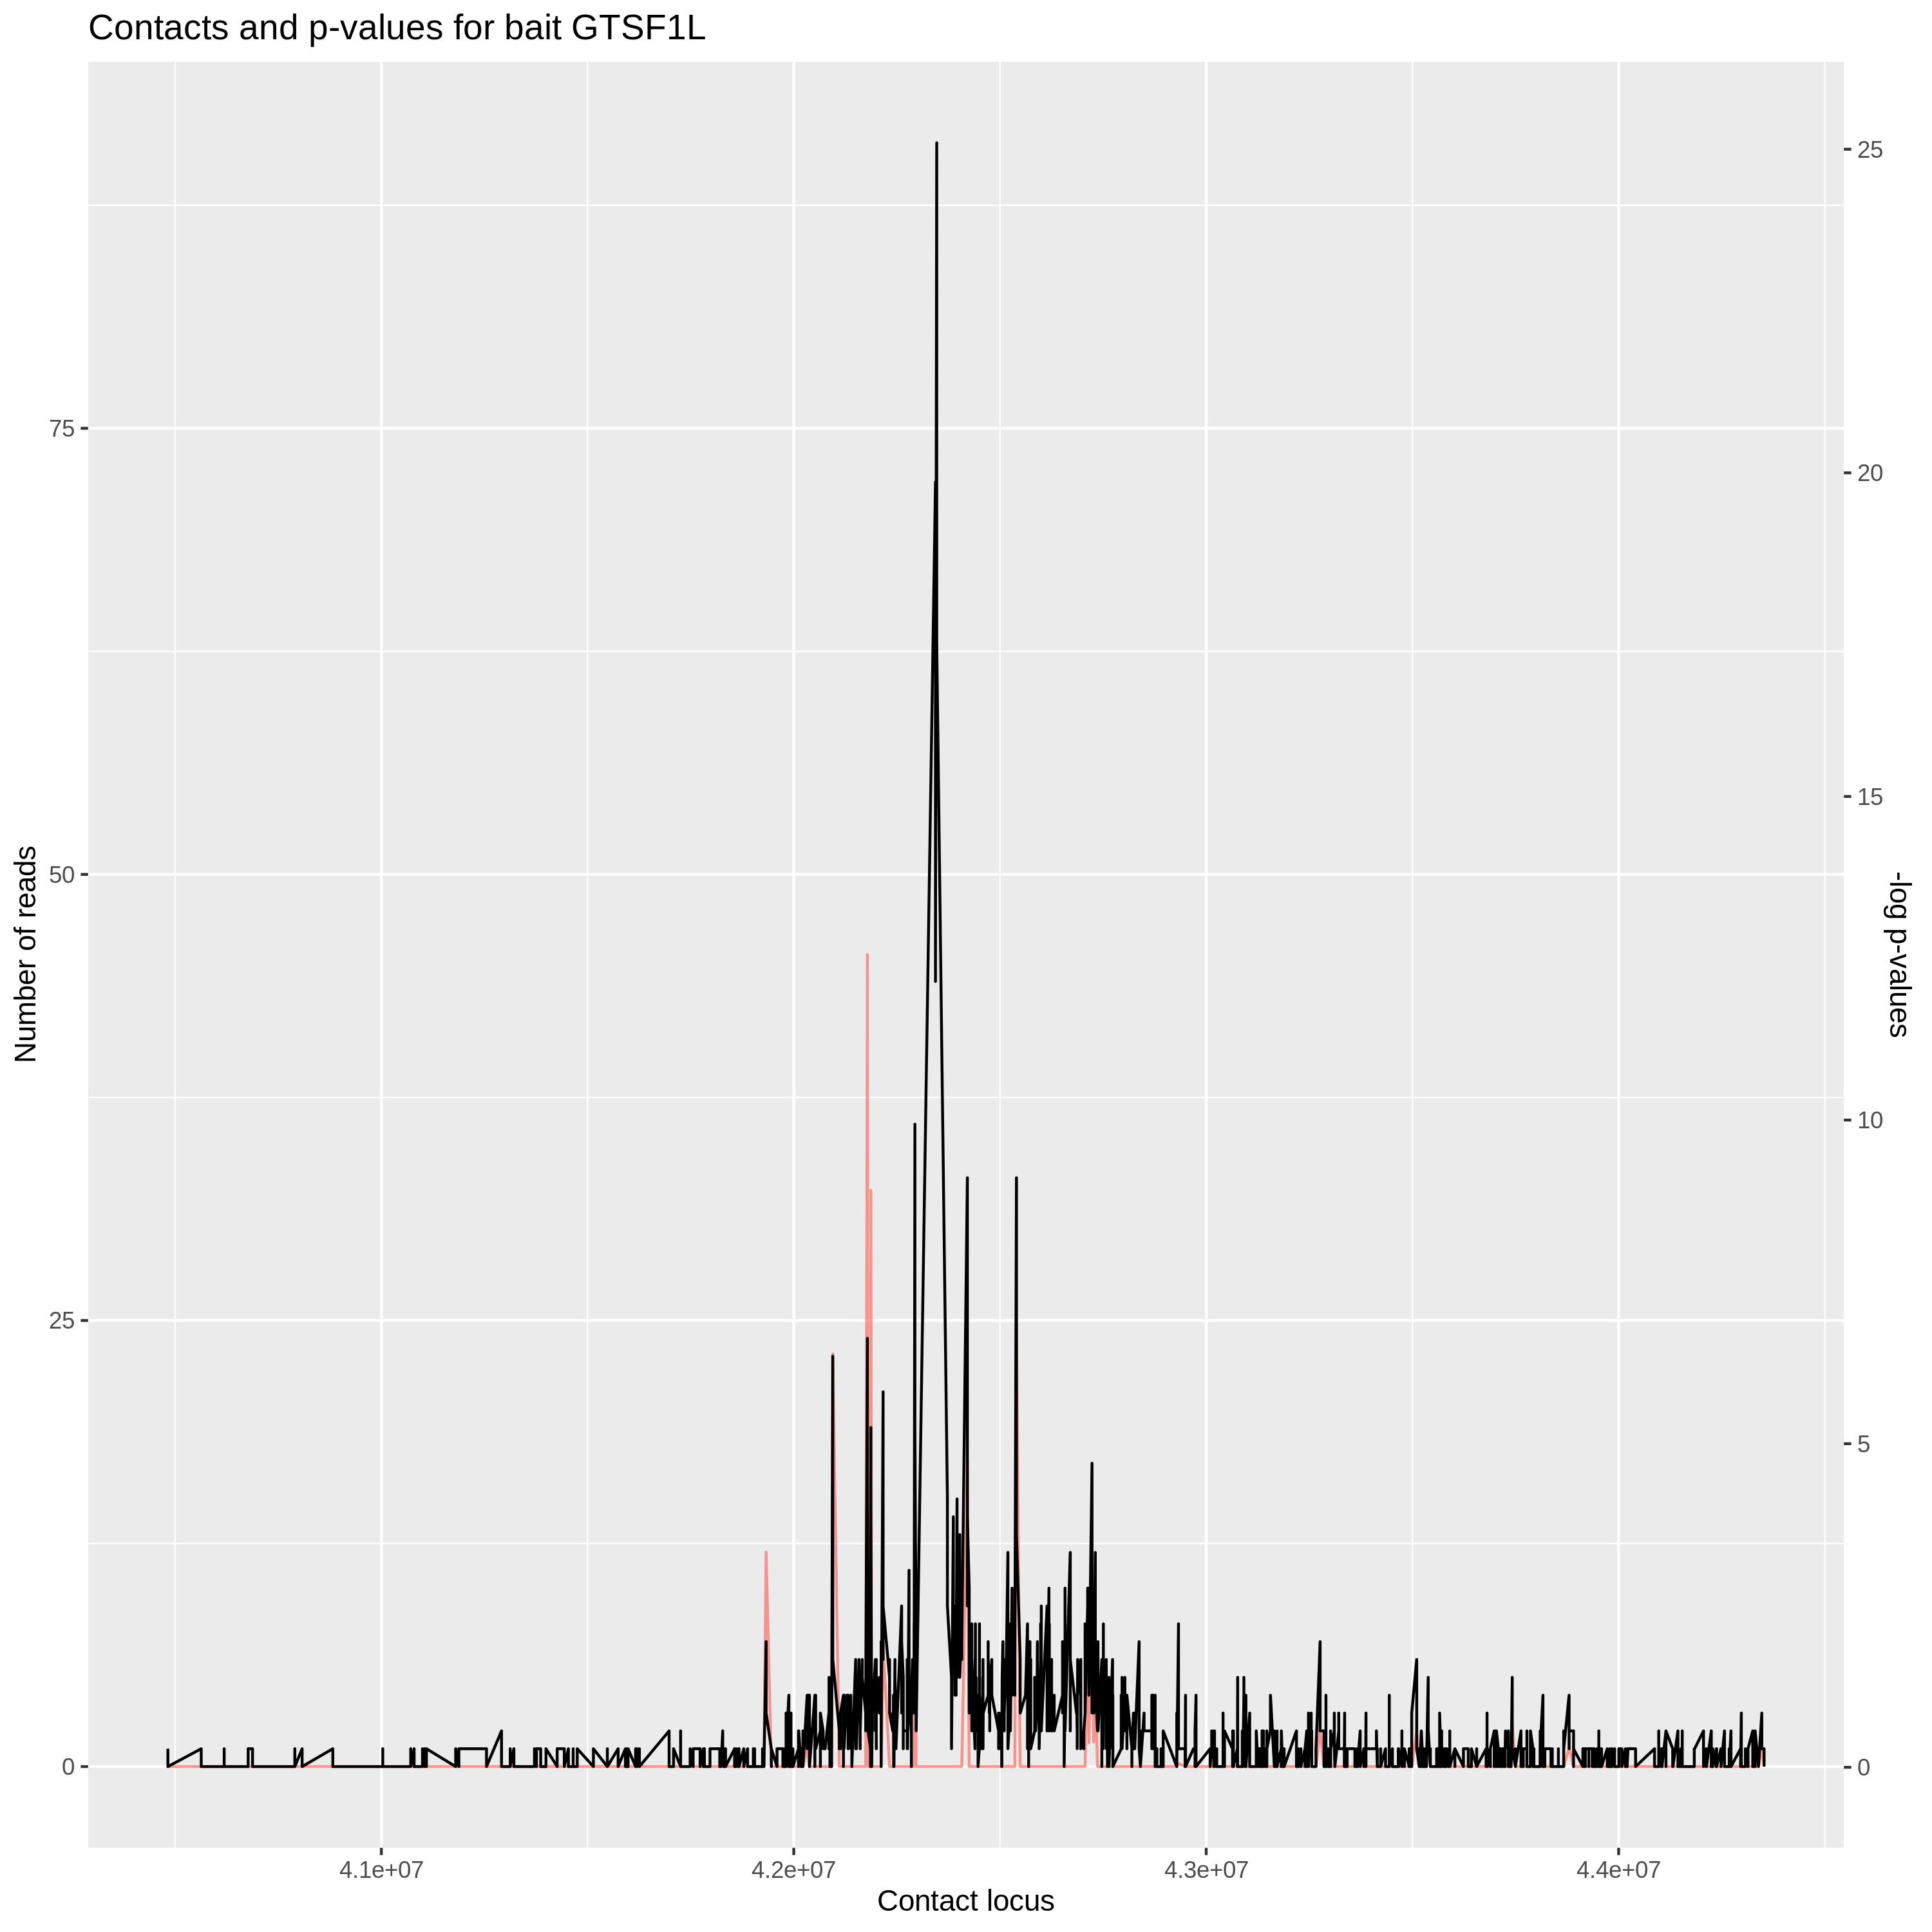 Contacts and p-values for bait GTSF1L
75
50
25
0
Number of reads
25
20
15
10
5
0
-log p-values
4.1e+07 4.2e+07 4.3e+07 4.4e+07
Contact locus